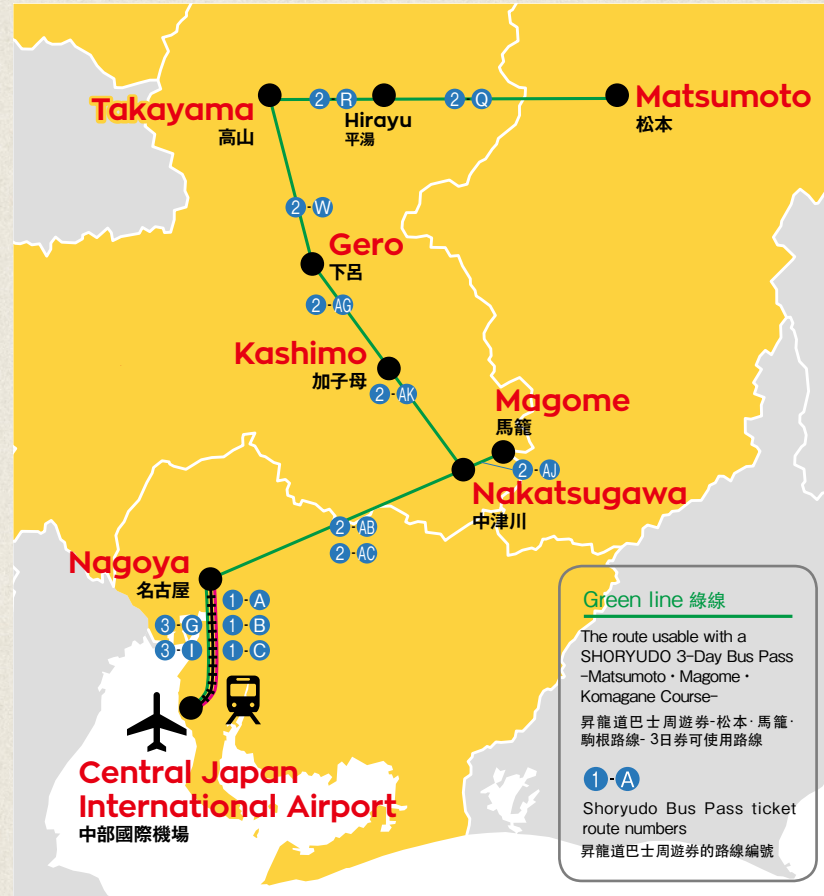 Takayama
高山
2-R
Hirayu
平湯
2-Q
Matsumoto
松本
2-W
Gero
下呂
2-AG
Kashimo
加子母
2-AK
Magome
馬籠
2-AJ
Nakatsugawa
中津川
2-AB
2-AC
Nagoya
名古屋
1-A
3-G
1-B
3-I
1-C
Central Japan
International Airport
中部國際機場
Green line 綠線
The route usable with a
SHORYUDO 3-Day Bus Pass
-Matsumoto・Magome・
Komagane Course-
昇龍道巴士周遊券-松本·馬籠·
駒根路線- 3日券可使用路線
1-A
Shoryudo Bus Pass ticket
route numbers
昇龍道巴士周遊券的路線編號